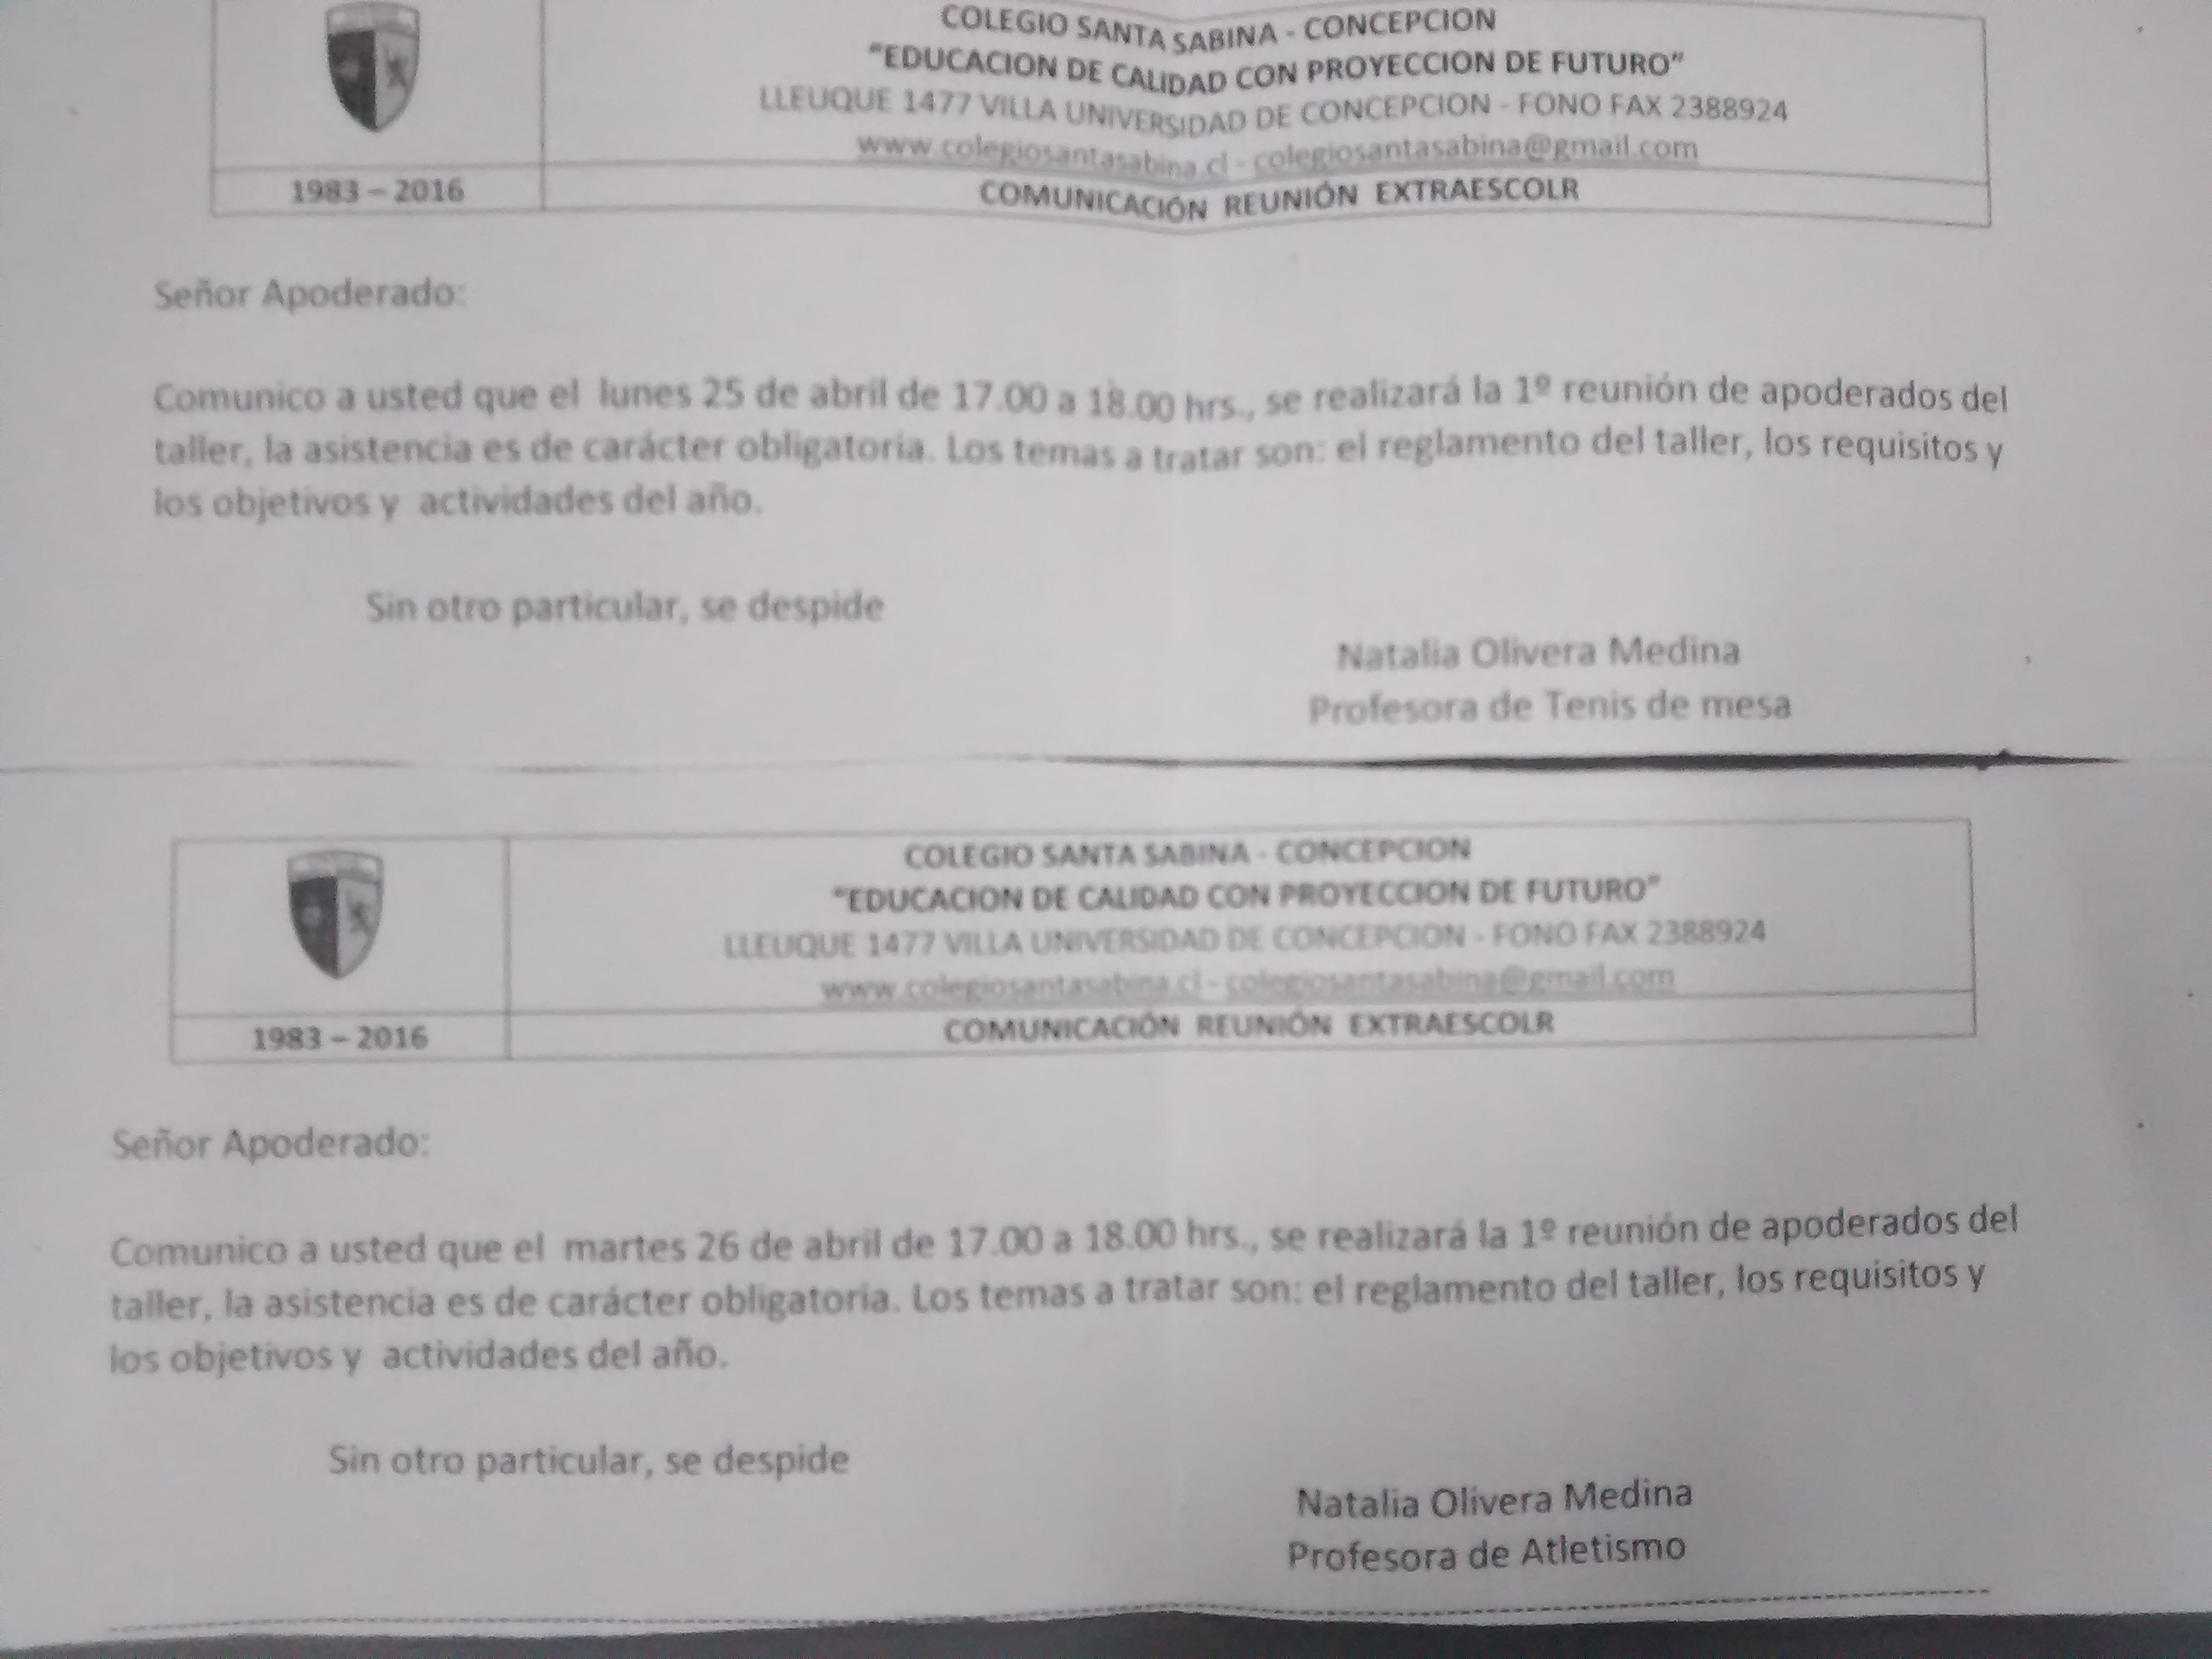 COLEGIO SANTA SABINA - CONCEPCION
"EDUCACION DE CALIDAD CON PROYECCION DE FUTURO"
LLEUQUE 1477 VILLA UNIVERSIDAD DE CONCEPCION - FONO FAX 2388924
www.colegiosantasabina.cl - colegiosantasabina@gmail.com
1983 – 2016
COMUNICACIÓN REUNIÓN EXTRAESCOLR
Señor Apoderado:
Comunico a usted que el lunes 25 de abril de 17.00 a 18.00 hrs., se realizará la 1º reunión de apoderados del
taller, la asistencia es de carácter obligatoria. Los temas a tratar son: el reglamento del taller, los requisitos y
los objetivos y actividades del año.
Sin otro particular, se despide
Natalia Olivera Medina
Profesora de Tenis de mesa
COLEGIO SANTA SABINA - CONCEPCION
"EDUCACION DE CALIDAD CON PROYECCION DE FUTURO"
LLEUQUE 1477 VILLA UNIVERSIDAD DE CONCEPCION - FONO FAX 2388924
www.colegiosantasabina.cl - colegiosantasabina@gmail.com
1983 – 2016
COMUNICACIÓN REUNIÓN EXTRAESCOLR
Señor Apoderado:
Comunico a usted que el martes 26 de abril de 17.00 a 18.00 hrs., se realizará la 1º reunión de apoderados del
taller, la asistencia es de carácter obligatoria. Los temas a tratar son: el reglamento del taller, los requisitos y
los objetivos y actividades del año.
Sin otro particular, se despide
Natalia Olivera Medina
Profesora de Atletismo